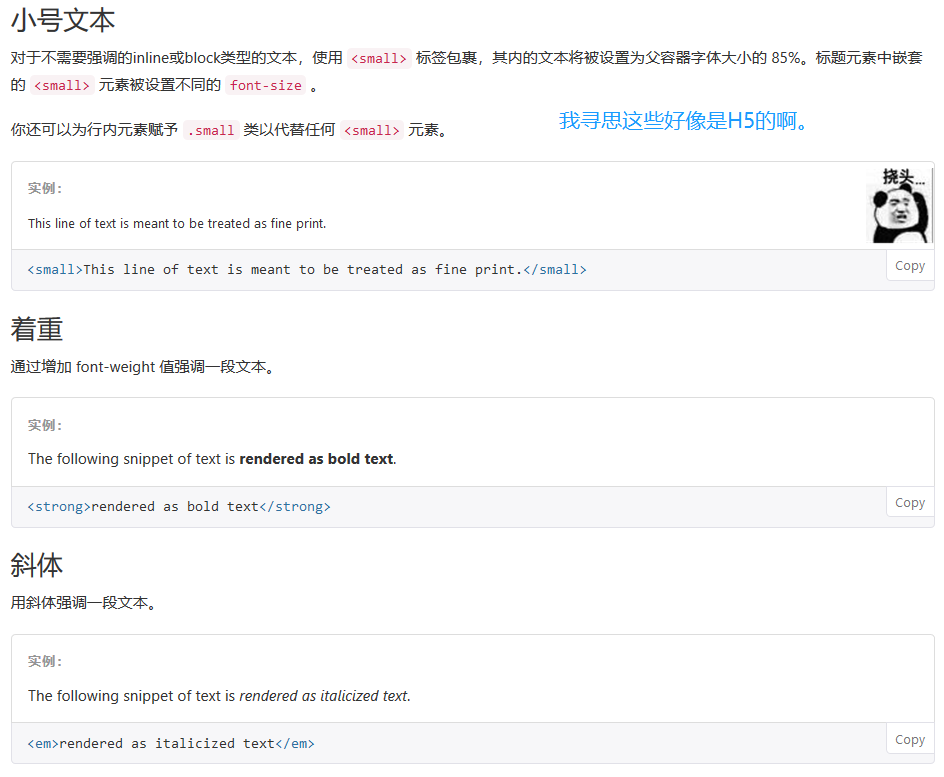 小号文本
对于不需要强调的inline或block类型的文本，使用 <small> 标签包裹，其内的文本将被设置为父容器字体大小的 85%。标题元素中嵌套
的 <small> 元素被设置不同的 font-size 。
你还可以为行内元素赋予 .small 类以代替任何 <small> 元素。
我寻思这些好像是H5的啊。
挠头...
实例：
This line of text is meant to be treated as fine print.
<small>This line of text is meant to be treated as fine print.</small>
Copy
着重
通过增加 font-weight 值强调一段文本。
实例：
The following snippet of text is rendered as bold text.
<strong>rendered as bold text</strong>
Copy
斜体
用斜体强调一段文本。
实例：
The following snippet of text is rendered as italicized text.
<em>rendered as italicized text</em>
Copy